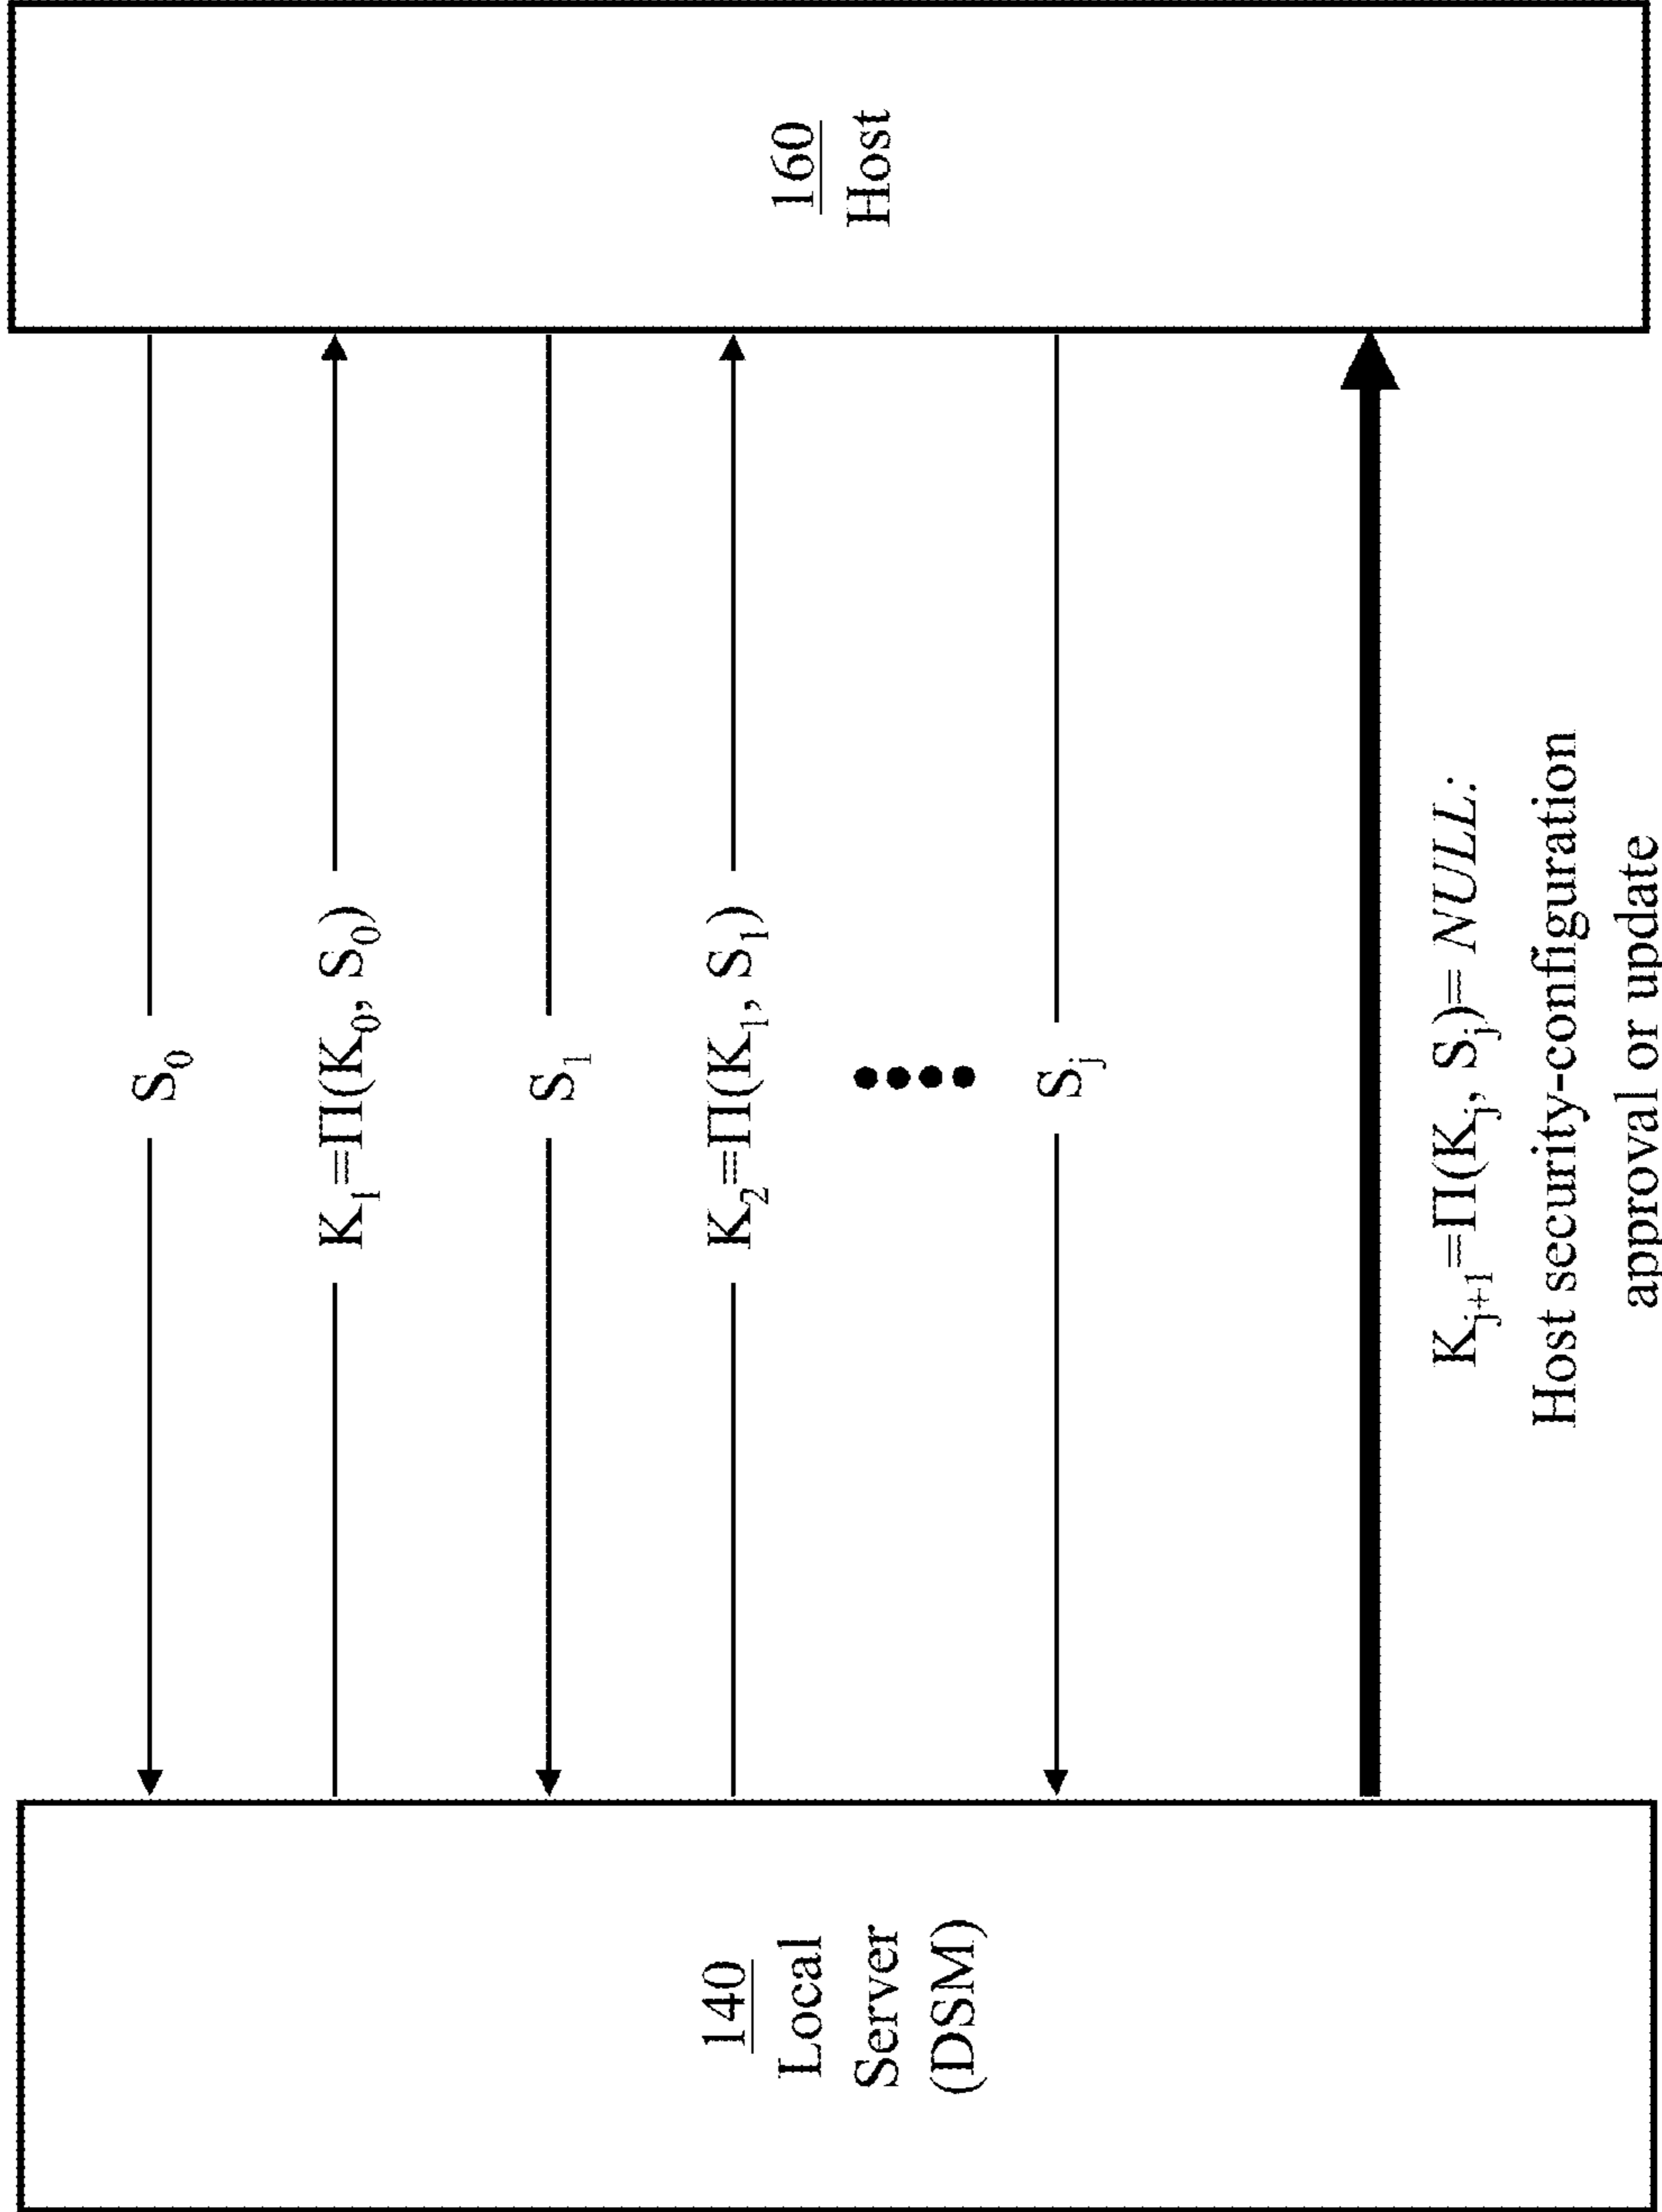 140
Local
Server
(DSM)
S₀
K₁=Π(K₀, S₀)
S₁
K₂=Π(K₁, S₁)
Sⱼ
Kⱼ₊₁=Π(Kⱼ, Sⱼ)= NULL:
Host security-configuration
approval or update
160
Host